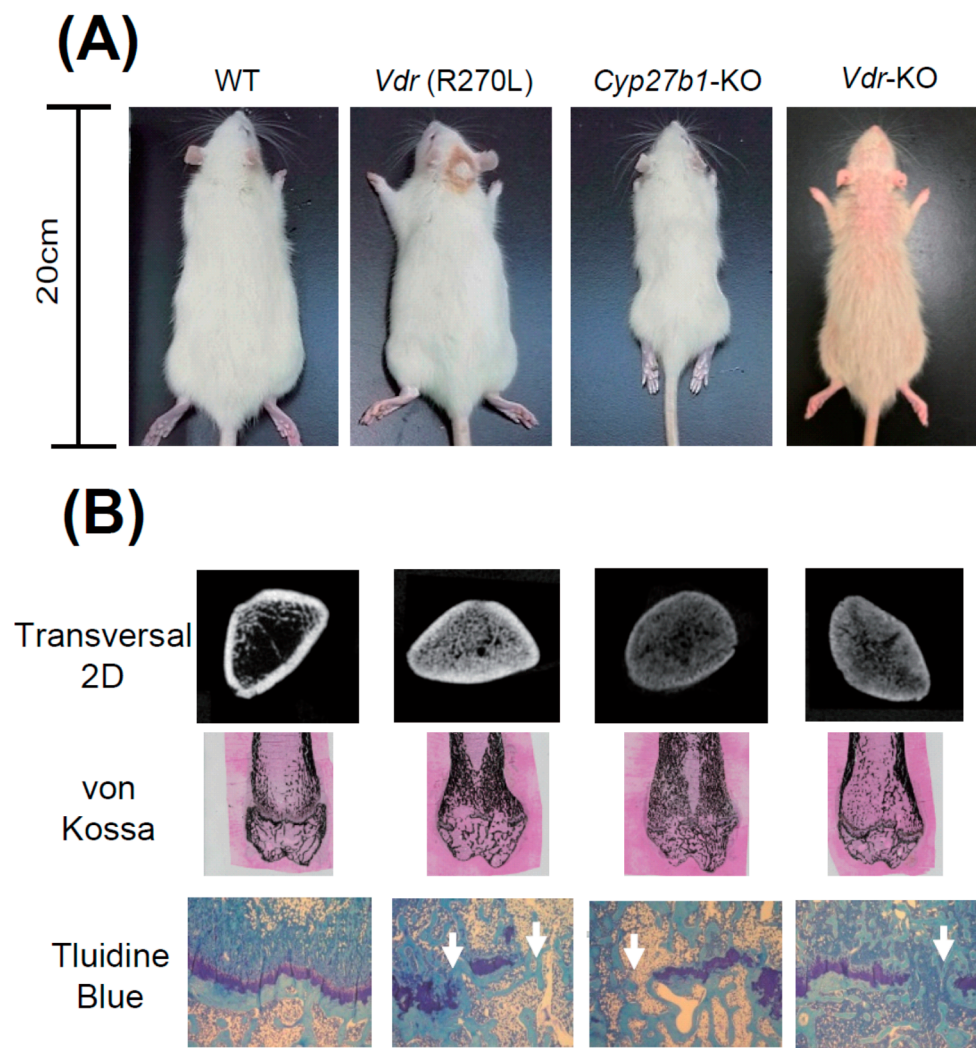 (A)
WT
Vdr (R270L)
Cyp27b1-KO
Vdr-KO
20cm
(B)
Transversal
2D
von
Kossa
Tluidine
Blue